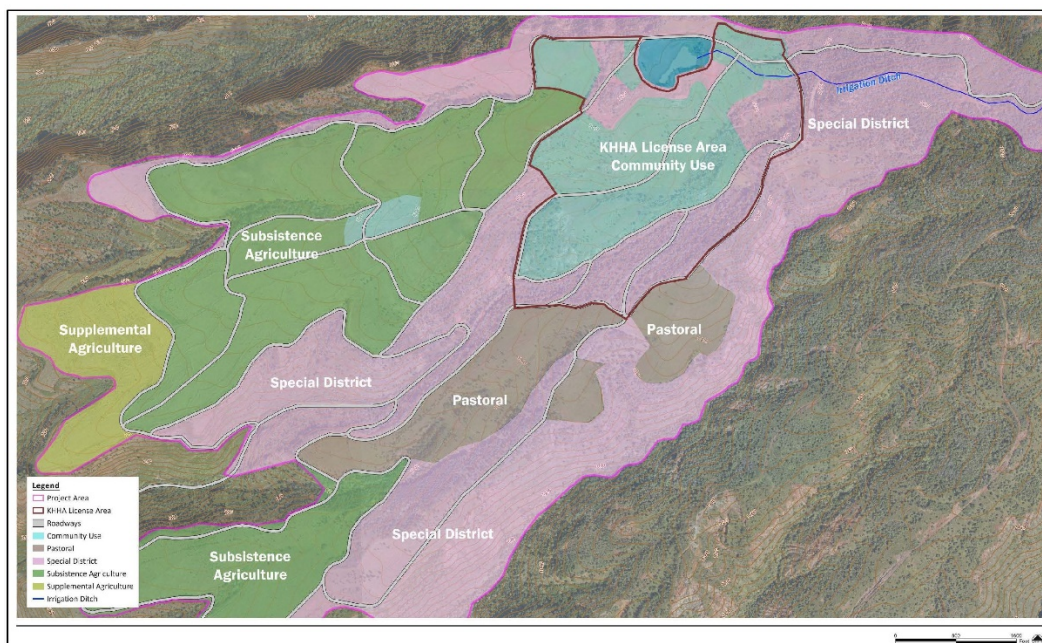 Irrigation Ditch
Special District
KHHA License Area
Community Use
Subsistence
Agriculture
Supplemental
Agriculture
Pastoral
Special District
Pastoral
Special District
Subsistence
Agriculture
Legend
Project Area
KHHA License Area
Roadways
Community Use
Pastoral
Special District
Subsistence Agriculture
Supplemental Agriculture
Irrigation Ditch
0
Feet